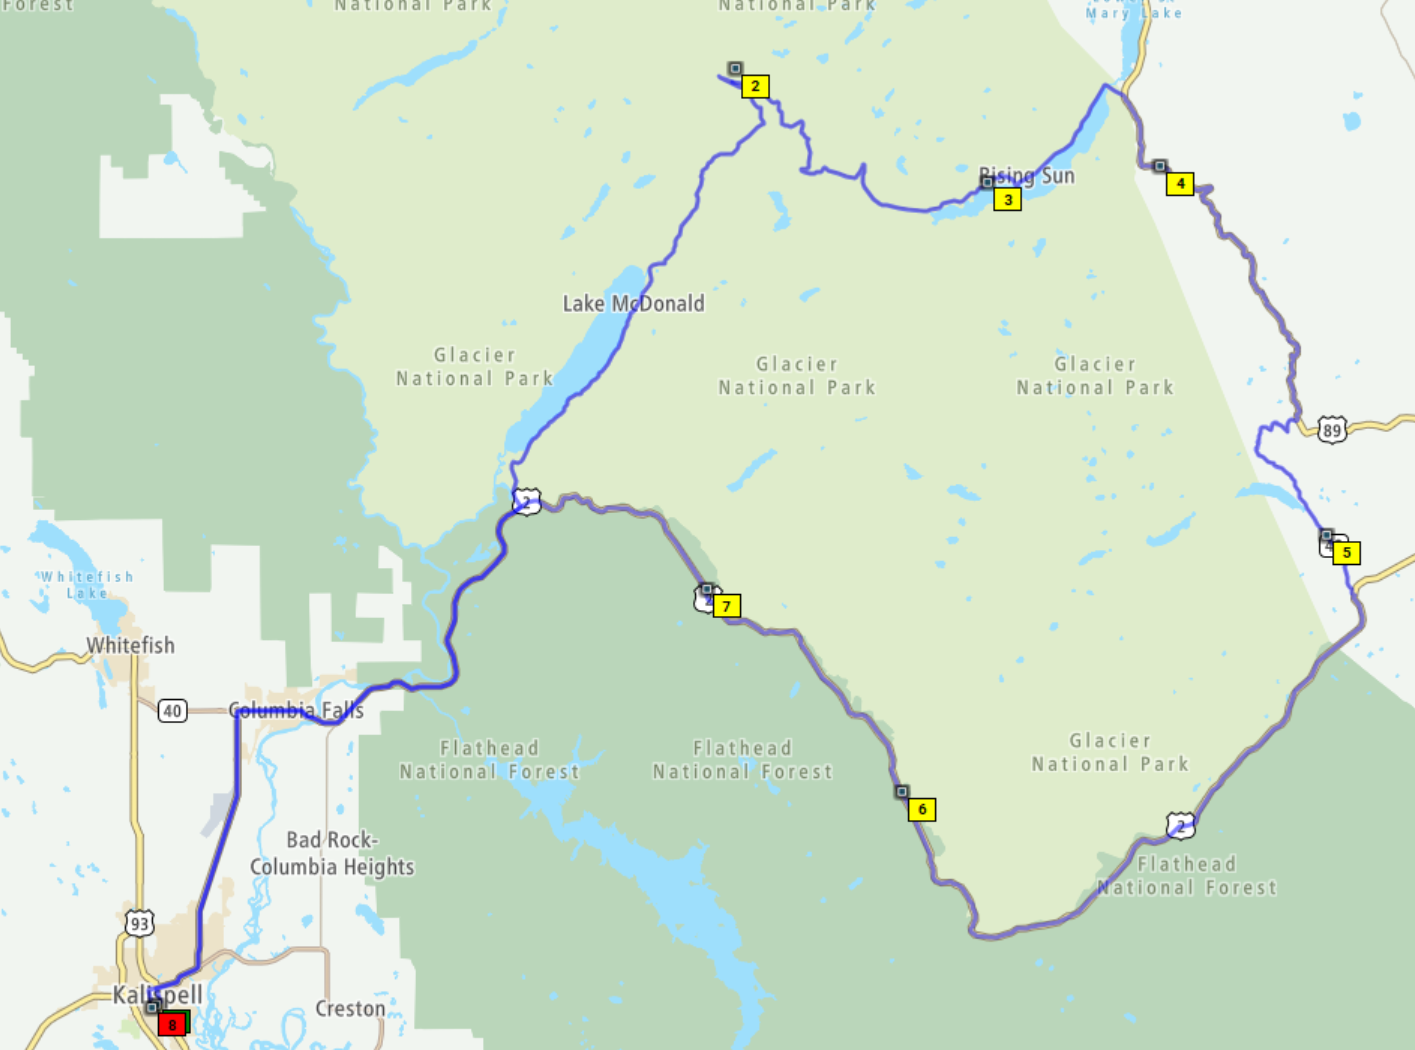 Forest
National Park
National Park
Mary Lake
2
Rising Sun
3
4
Lake McDonald
Glacier
National Park
Glacier
National Park
Glacier
National Park
89
2
5
Whitefish
Lake
7
Whitefish
40
Columbia Falls
Flathead
National Forest
Flathead
National Forest
Glacier
National Park
6
2
Bad Rock-
Columbia Heights
Flathead
National Forest
93
Kalispell
Creston
8